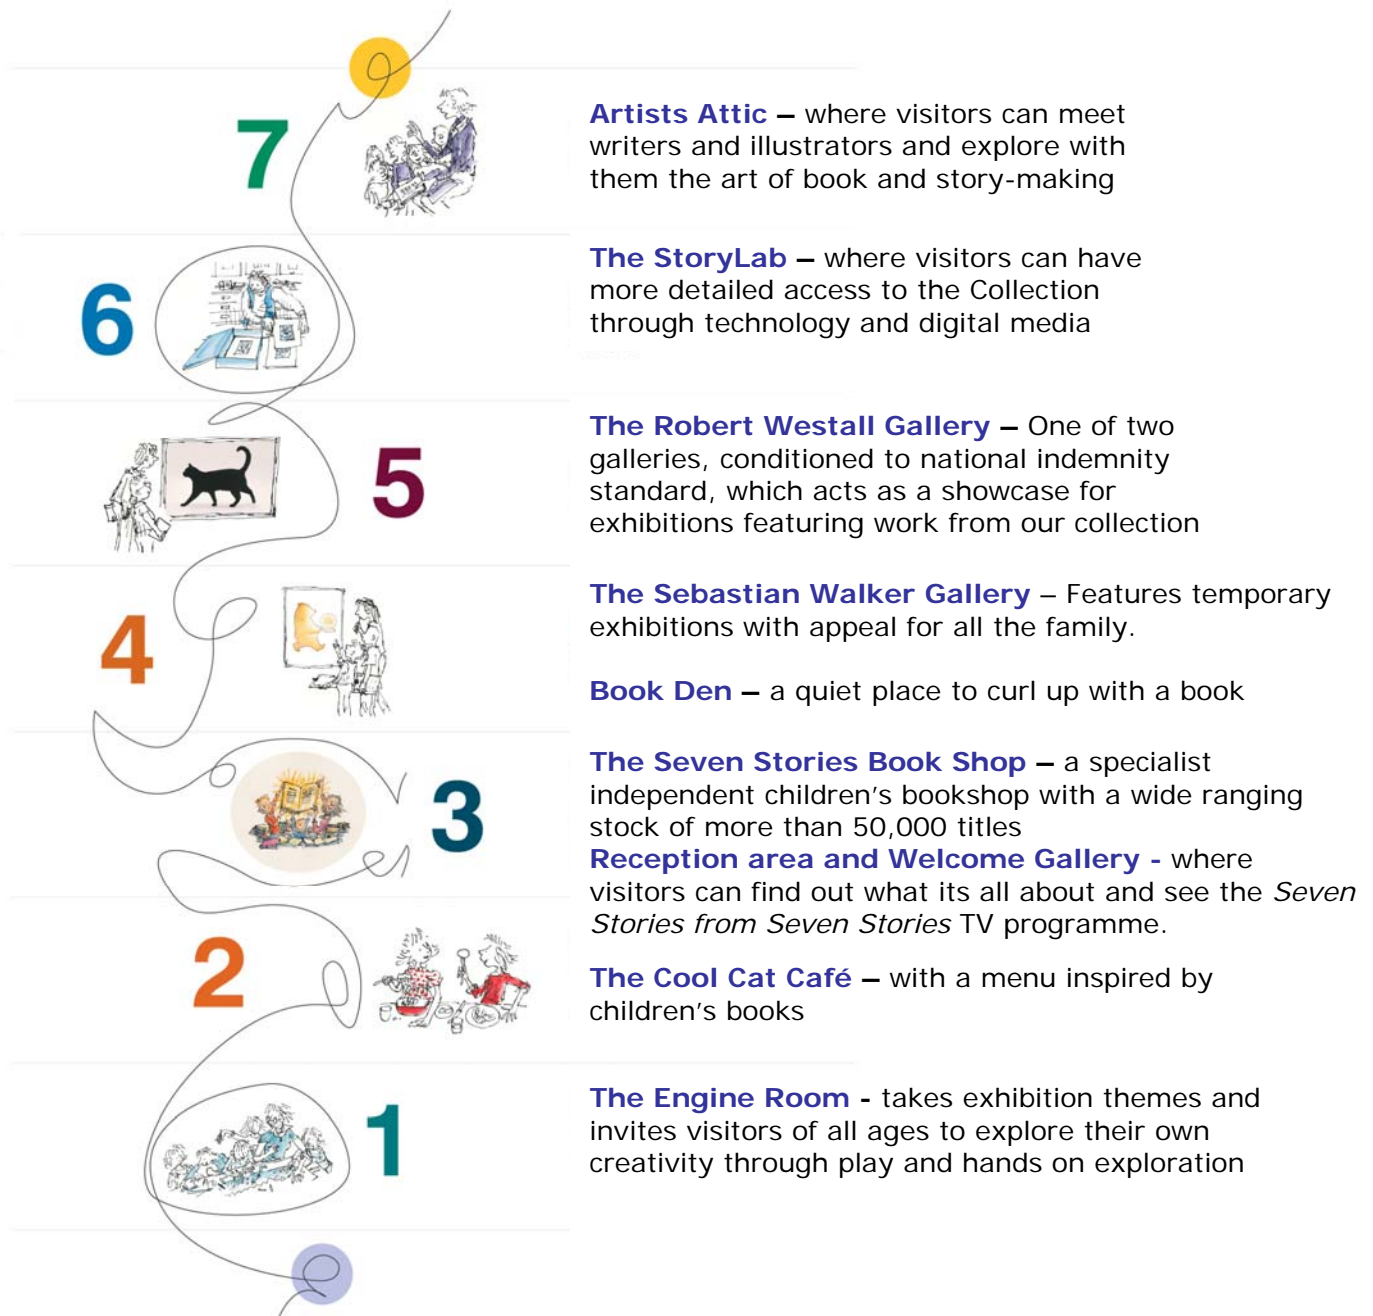 7
Artists Attic – where visitors can meet
writers and illustrators and explore with
them the art of book and story-making
6
The StoryLab – where visitors can have
more detailed access to the Collection
through technology and digital media
5
The Robert Westall Gallery – One of two
galleries, conditioned to national indemnity
standard, which acts as a showcase for
exhibitions featuring work from our collection
4
The Sebastian Walker Gallery – Features temporary
exhibitions with appeal for all the family.
Book Den – a quiet place to curl up with a book
3
The Seven Stories Book Shop – a specialist
independent children’s bookshop with a wide ranging
stock of more than 50,000 titles
Reception area and Welcome Gallery - where
visitors can find out what its all about and see the Seven
Stories from Seven Stories TV programme.
2
The Cool Cat Café – with a menu inspired by
children’s books
1
The Engine Room - takes exhibition themes and
invites visitors of all ages to explore their own
creativity through play and hands on exploration